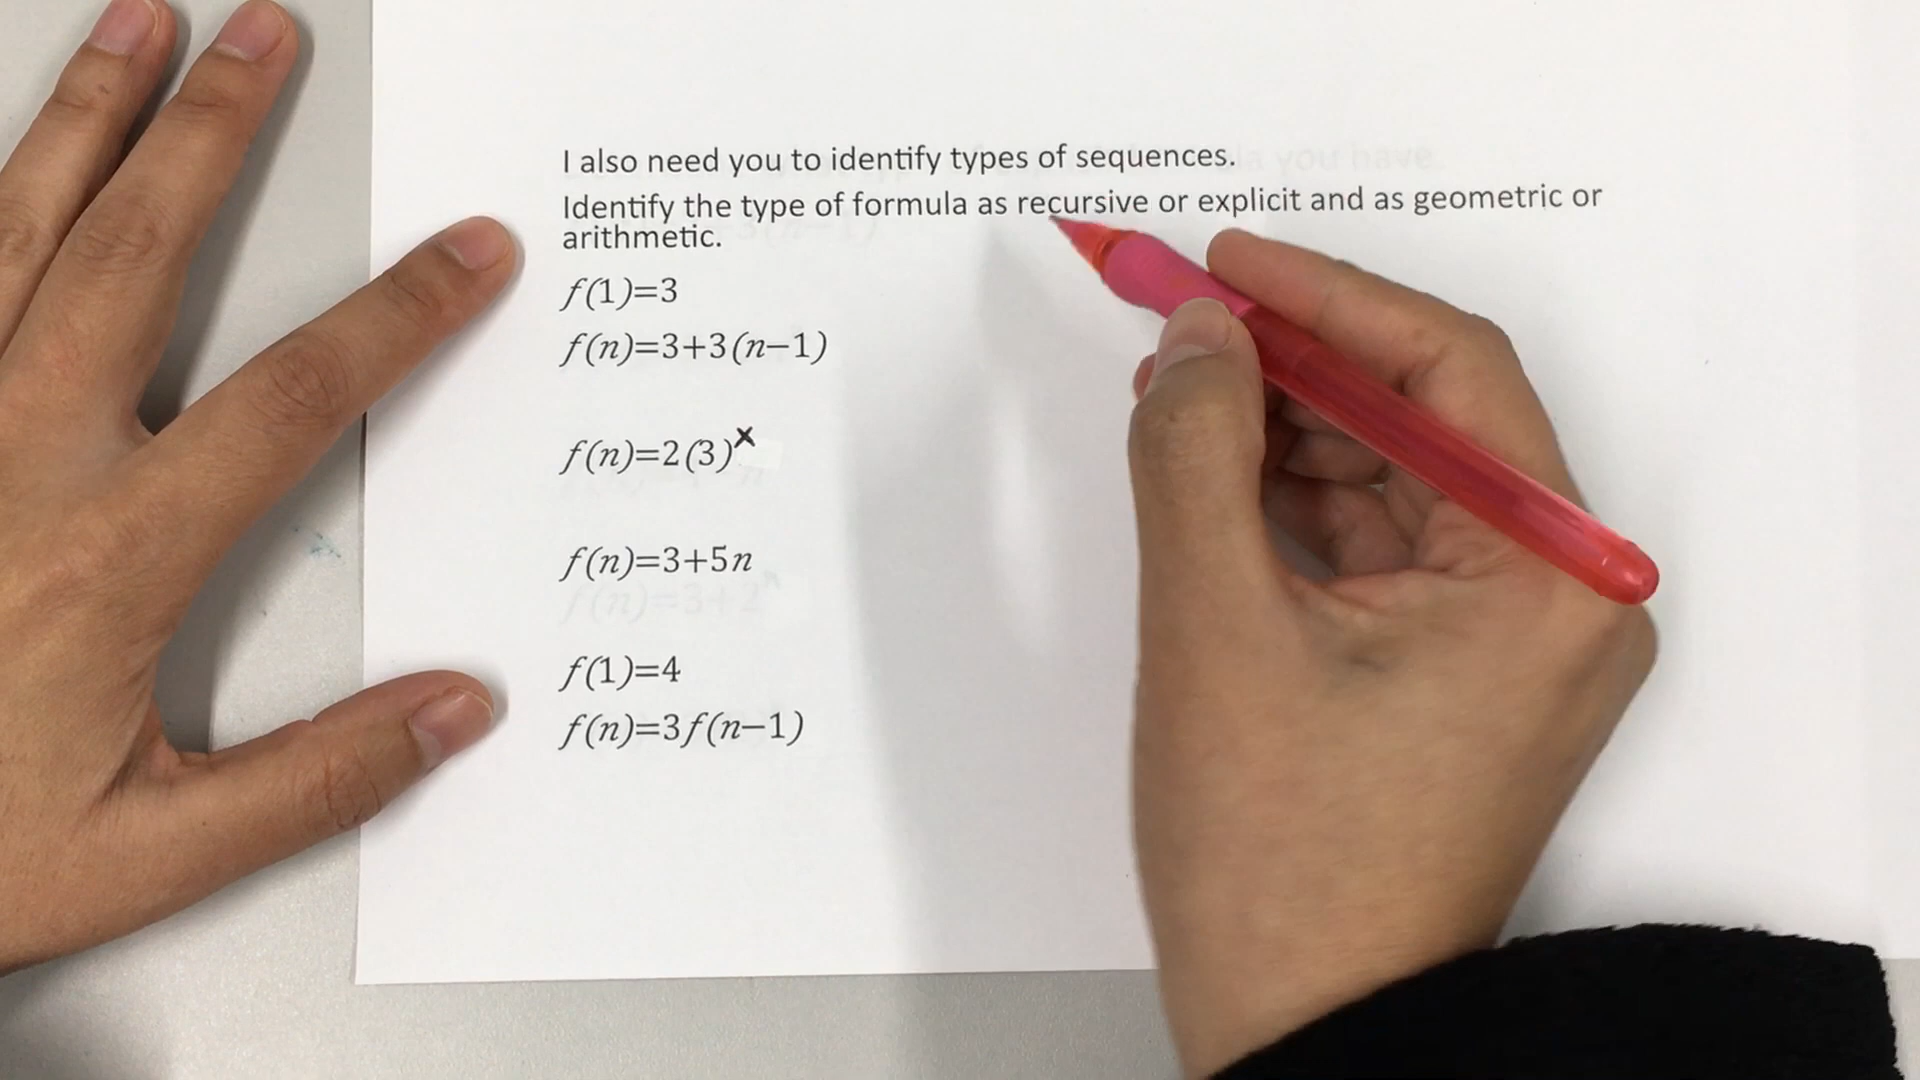 I also need you to identify types of sequences.
Identify the type of formula as recursive or explicit and as geometric or
arithmetic.
f(1)=3
f(n)=3+3(n−1)
f(n)=2(3)^x
f(n)=3+5n
f(1)=4
f(n)=3f(n−1)